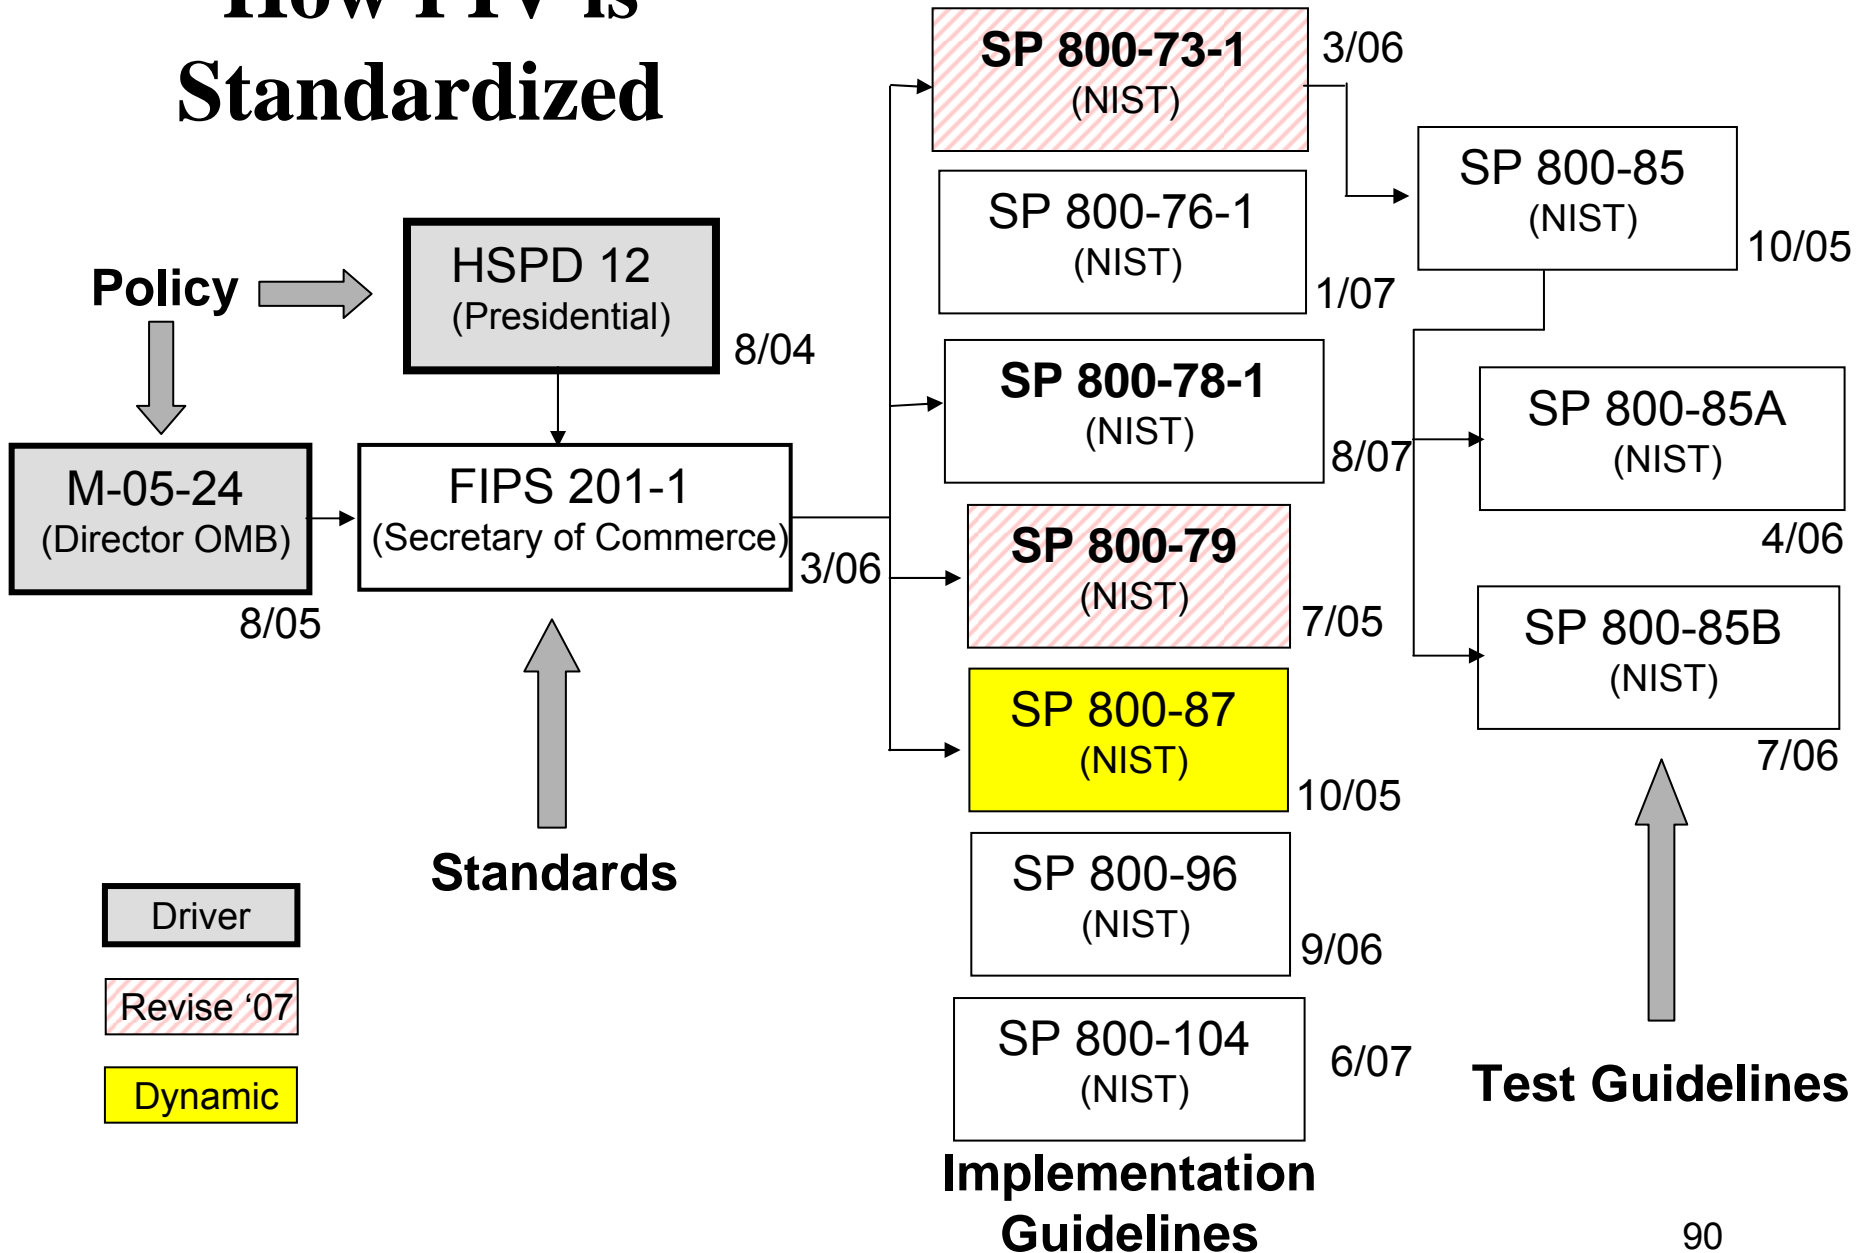 How PIV is
Standardized
Policy
HSPD 12
(Presidential)
8/04
M-05-24
(Director OMB)
8/05
FIPS 201-1
(Secretary of Commerce)
3/06
Standards
Driver
Revise ‘07
Dynamic
SP 800-73-1
(NIST)
3/06
SP 800-76-1
(NIST)
1/07
SP 800-78-1
(NIST)
8/07
SP 800-79
(NIST)
7/05
SP 800-87
(NIST)
10/05
SP 800-96
(NIST)
9/06
SP 800-104
(NIST)
6/07
Implementation
Guidelines
SP 800-85
(NIST)
10/05
SP 800-85A
(NIST)
4/06
SP 800-85B
(NIST)
7/06
Test Guidelines
90